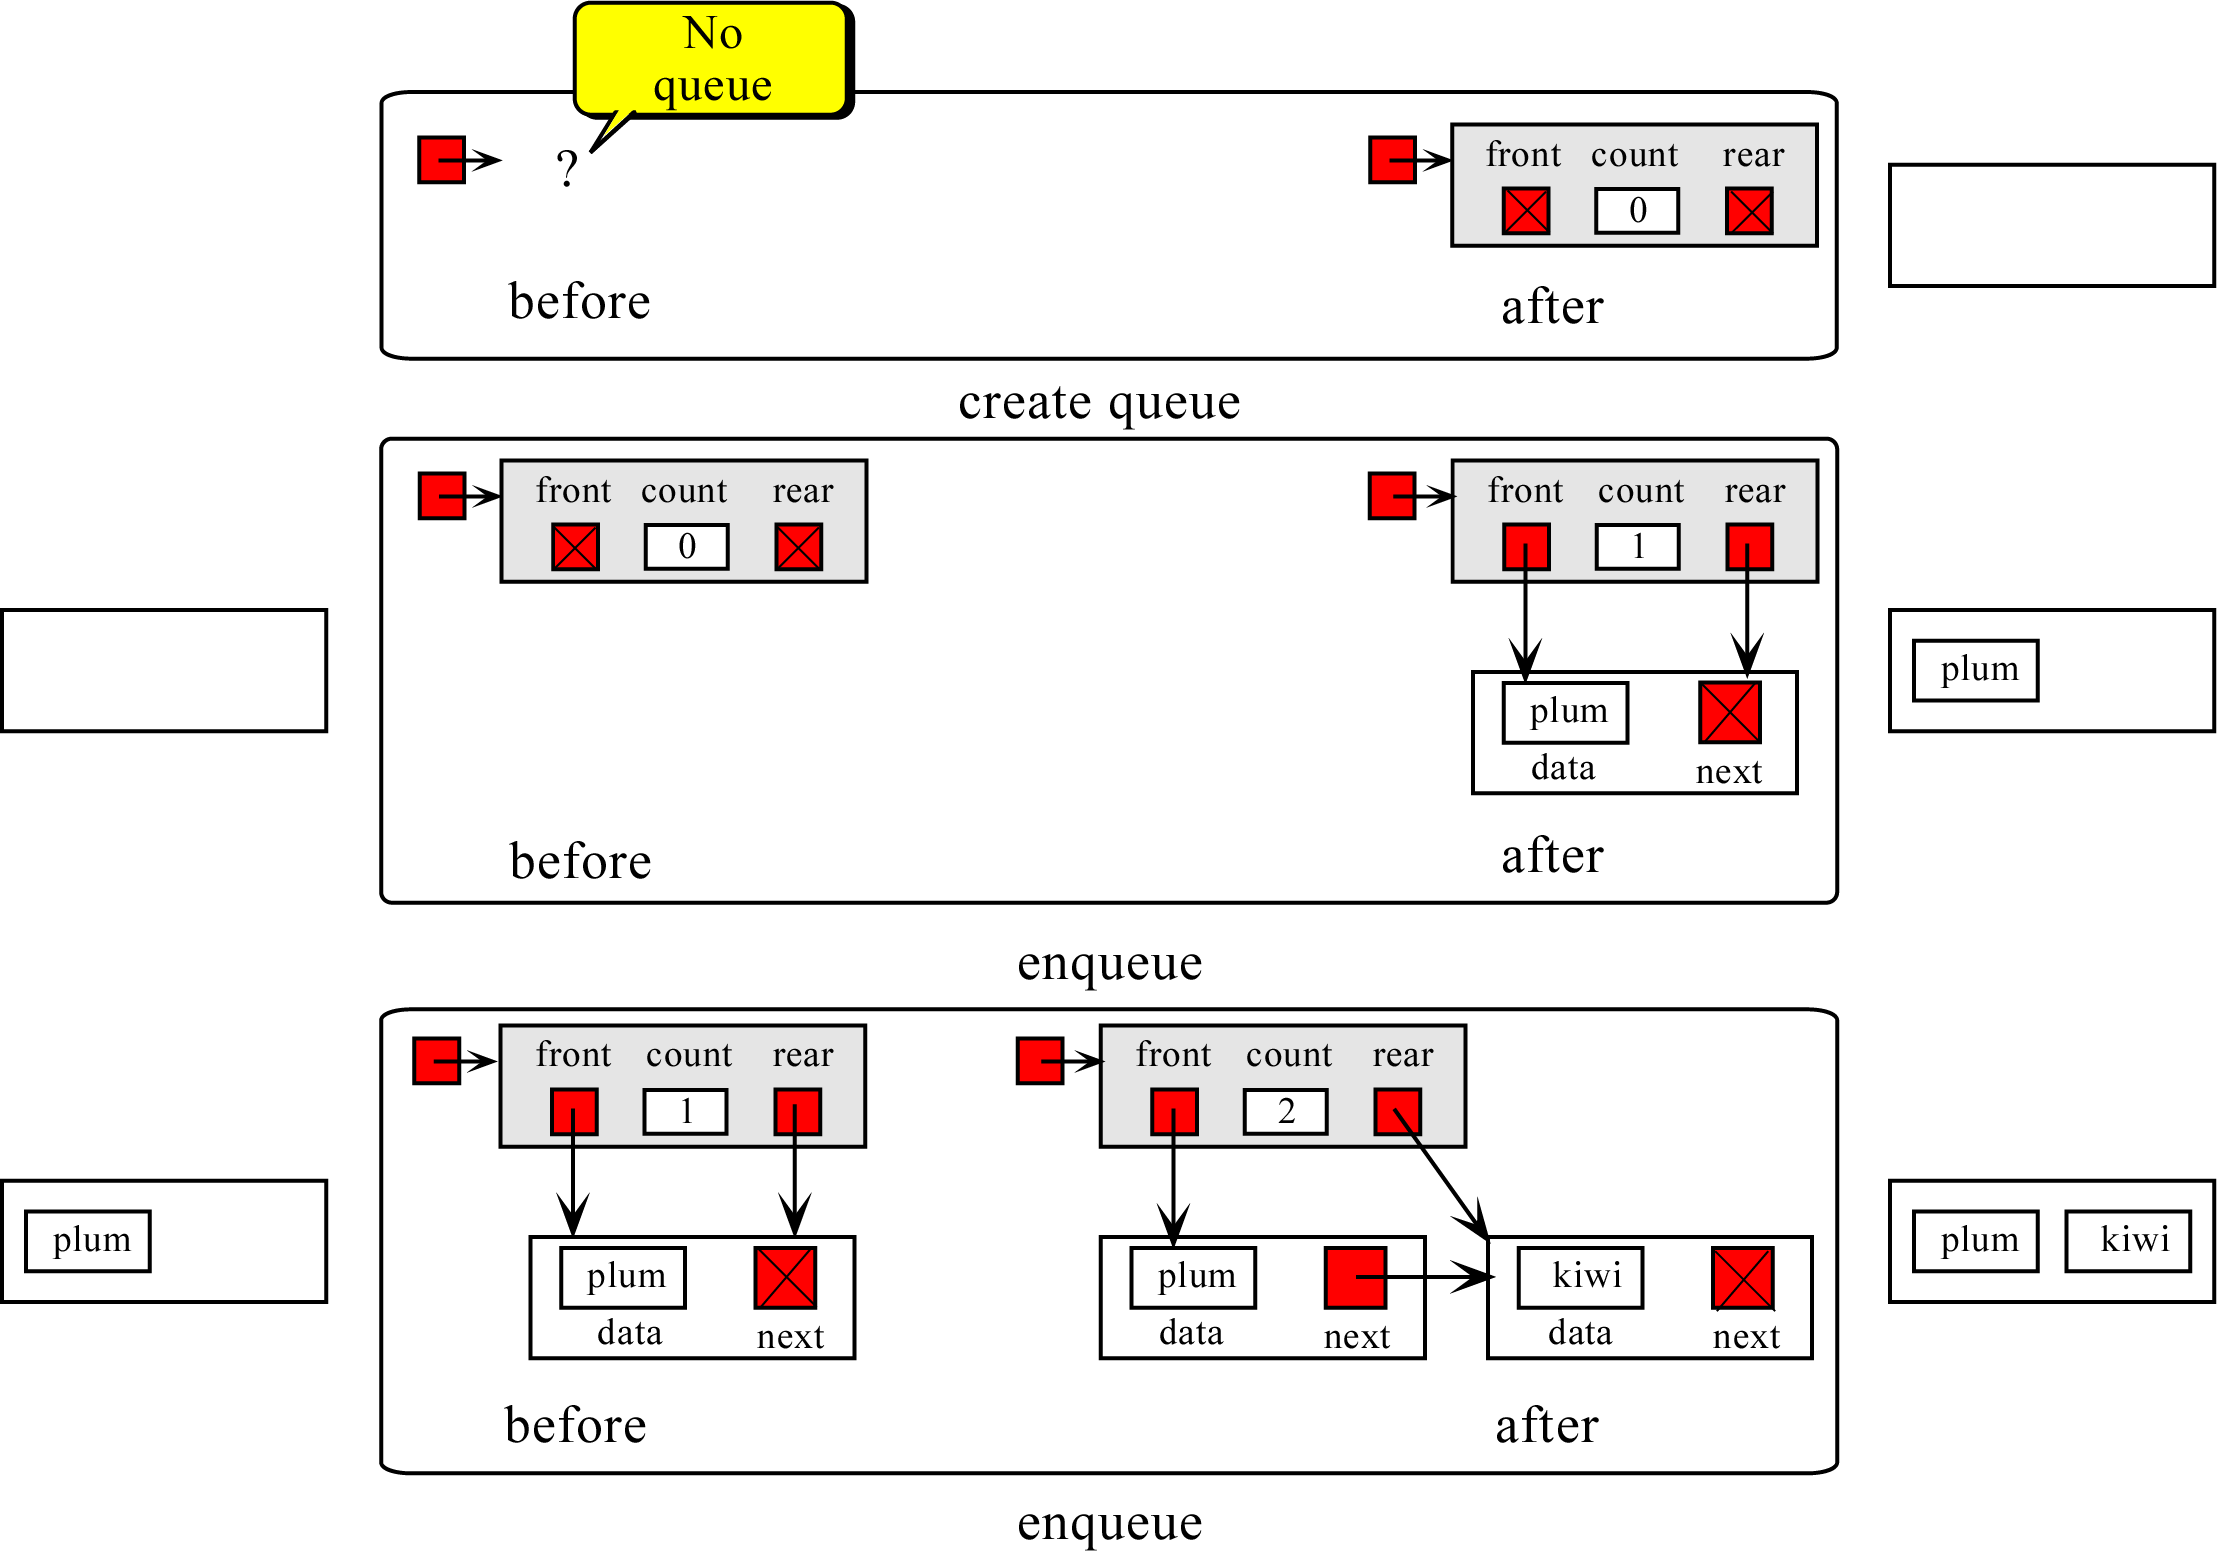 No
queue
?
front count rear
0
before
after
create queue
front count rear
0
front count rear
1
plum
data next
plum
before
after
enqueue
front count rear
1
front count rear
2
plum
plum
data next
plum
kiwi
data next
data next
plum kiwi
before
after
enqueue